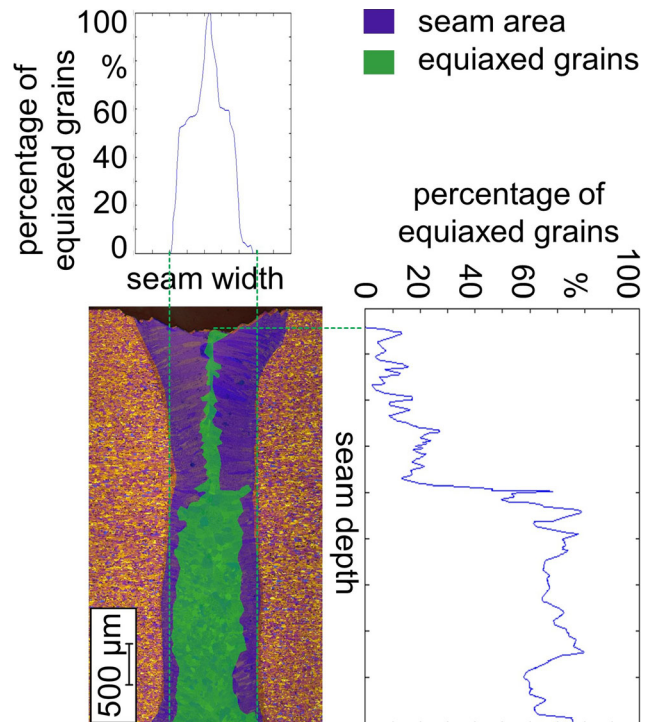 seam area
equiaxed grains
percentage of
equiaxed grains
100
%
80
60
40
20
0
seam width
percentage of
equiaxed grains
%
0
20
60
100
seam depth
500 µm